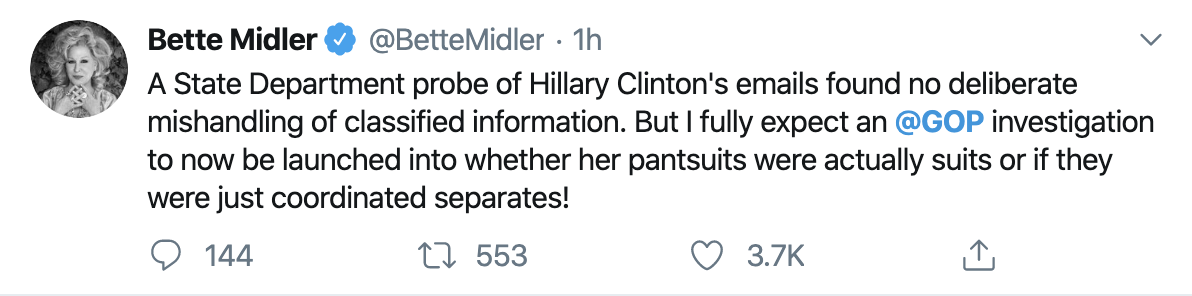 Bette Midler @BetteMidler · 1h
A State Department probe of Hillary Clinton's emails found no deliberate
mishandling of classified information. But I fully expect an @GOP investigation
to now be launched into whether her pantsuits were actually suits or if they
were just coordinated separates!
144 553 3.7K